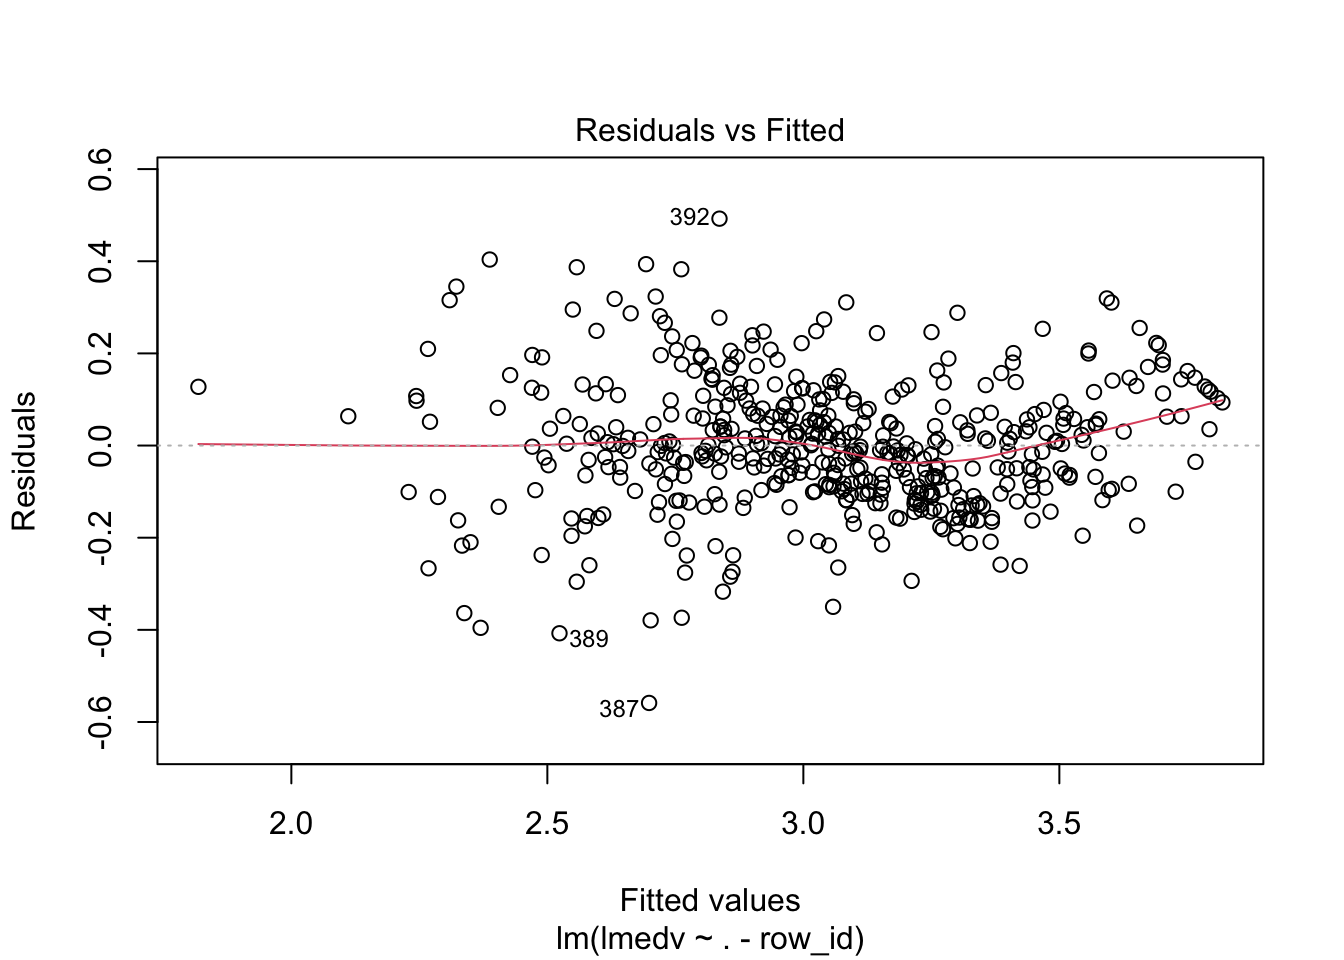 Residuals vs Fitted
0.6
0.4
0.2
0.0
-0.2
-0.4
-0.6
Residuals
392
389
387
2.0 2.5 3.0 3.5
Fitted values
lm(lmedv ~ . - row_id)